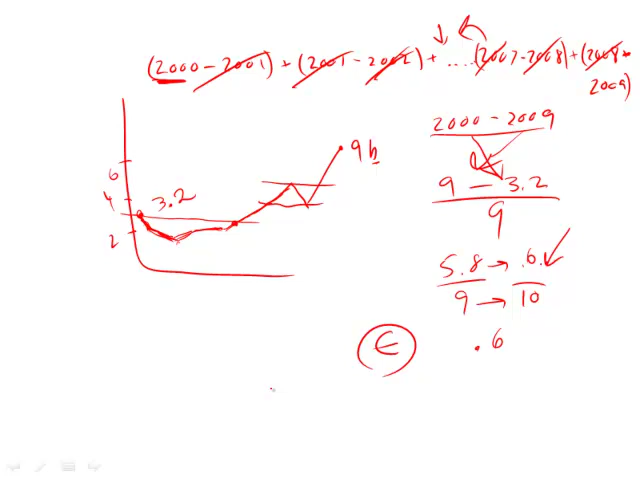 (2000 - 2001) + (2001 - 2002) + .... (2007 - 2008) + (2008 - 2009)
2000 - 2009
9 - 3.2
9
5.8 → .6.
9 → 10
.6
E
6
4
2
3.2
9 b